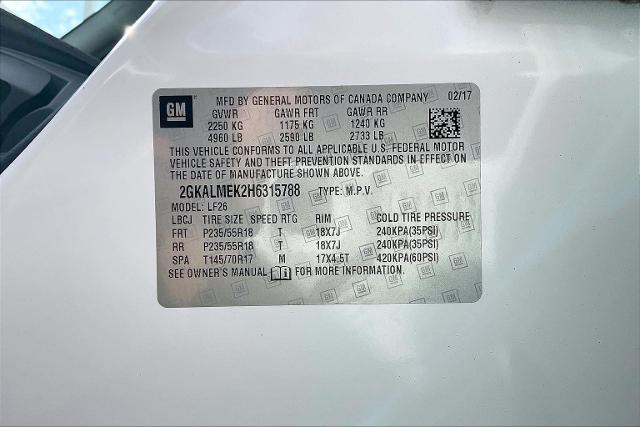 GM MFD BY GENERAL MOTORS OF CANADA COMPANY 02/17
GVWR GAWR FRT GAWR RR
2250 KG 1175 KG 1240 KG
4960 LB 2590 LB 2733 LB
THIS VEHICLE CONFORMS TO ALL APPLICABLE U.S. FEDERAL MOTOR
VEHICLE SAFETY AND THEFT PREVENTION STANDARDS IN EFFECT ON
THE DATE OF MANUFACTURE SHOWN ABOVE.
2GKALMEK2H6315788 TYPE: M.P.V.
MODEL: LF26
LBCJ TIRE SIZE SPEED RTG RIM COLD TIRE PRESSURE
FRT P235/55R18 T 18X7J 240KPA(35PSI)
RR P235/55R18 T 18X7J 240KPA(35PSI)
SPA T145/70R17 M 17X4.5T 420KPA(60PSI)
SEE OWNER'S MANUAL FOR MORE INFORMATION.